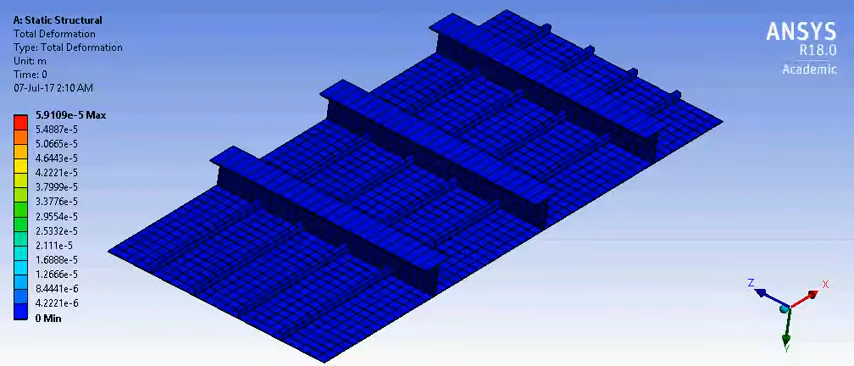 A: Static Structural
Total Deformation
Type: Total Deformation
Unit: m
Time: 0
07-Jul-17 2:10 AM
5.9109e-5 Max
5.4887e-5
5.0665e-5
4.6443e-5
4.2221e-5
3.7999e-5
3.3776e-5
2.9554e-5
2.5332e-5
2.111e-5
1.6888e-5
1.2666e-5
8.4441e-6
4.2221e-6
0 Min
ANSYS
R18.0
Academic
Z
X
Y